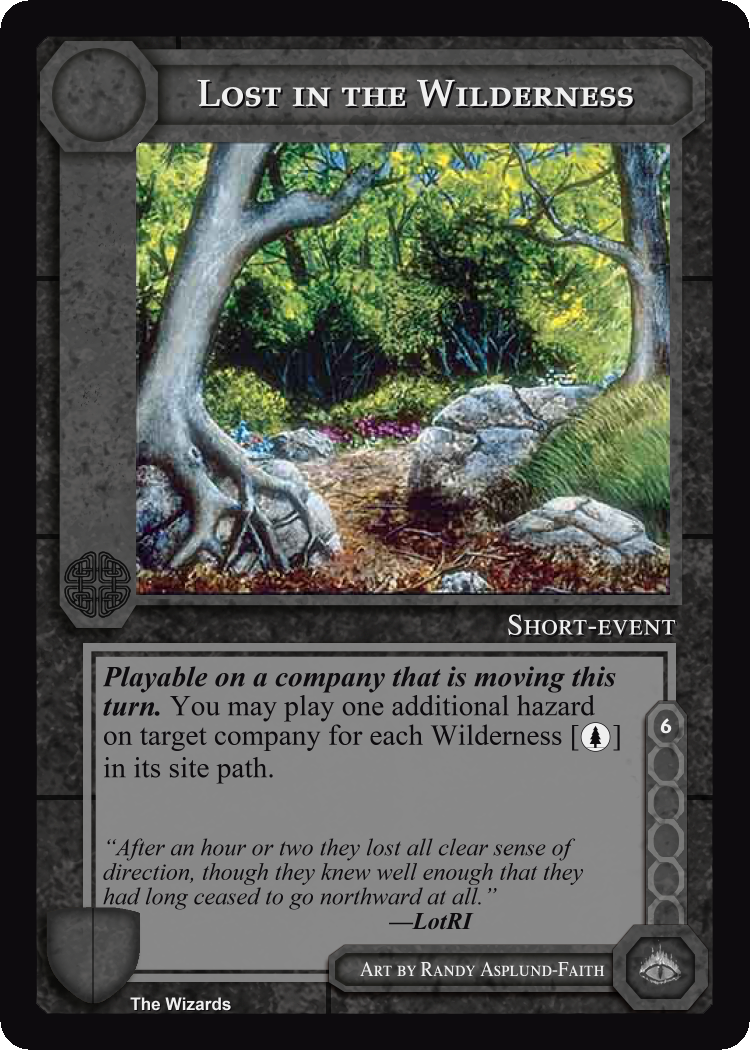 Lost in the Wilderness
Short-event
Playable on a company that is moving this
turn. You may play one additional hazard
on target company for each Wilderness [ ]
in its site path.
6
“After an hour or two they lost all clear sense of
direction, though they knew well enough that they
had long ceased to go northward at all.”
—LotRI
Art by Randy Asplund-Faith
The Wizards